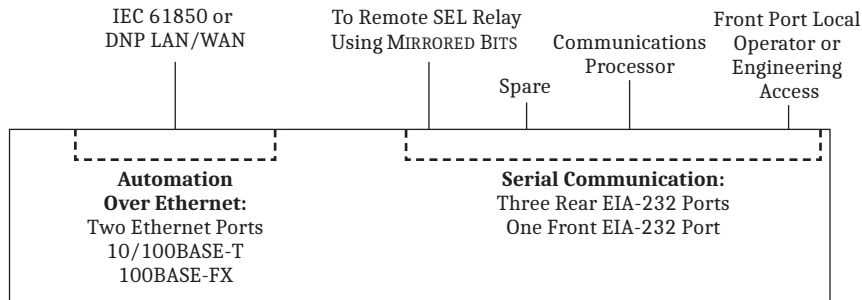 IEC 61850 or
DNP LAN/WAN
To Remote SEL Relay
Using MIRRORED BITS
Spare
Communications
Processor
Front Port Local
Operator or
Engineering
Access
Automation
Over Ethernet:
Two Ethernet Ports
10/100BASE-T
100BASE-FX
Serial Communication:
Three Rear EIA-232 Ports
One Front EIA-232 Port